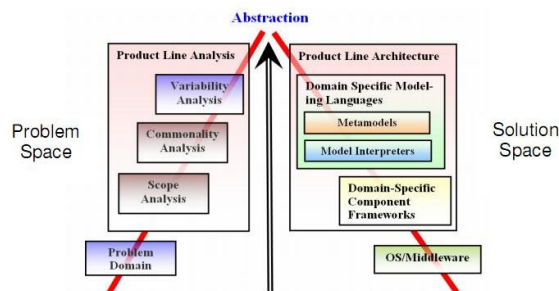 Abstraction
Product Line Analysis
Variability
Analysis
Commonality
Analysis
Scope
Analysis
Problem
Space
Problem
Domain
Product Line Architecture
Domain Specific Model-
ing Languages
Metamodels
Model Interpreters
Domain-Specific
Component
Frameworks
OS/Middleware
Solution
Space